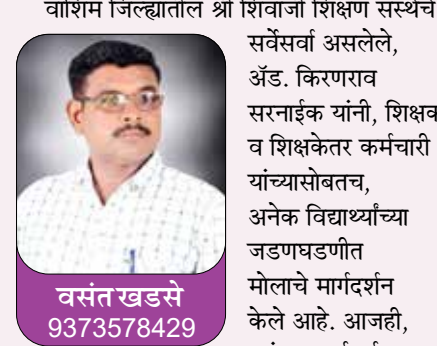 वाशिम जिल्ह्यातील श्री शिवाजी शिक्षण संस्थेचे
सर्वेसर्वा असलेले,
ॲड. किरणराव
सरनाईक यांनी, शिक्षक
व शिक्षकेतर कर्मचारी
यांच्यासोबतच,
अनेक विद्यार्थ्यांच्या
जडणघडणीत
मोलाचे मार्गदर्शन
केले आहे. आजही,
वसंत खडसे
9373578429